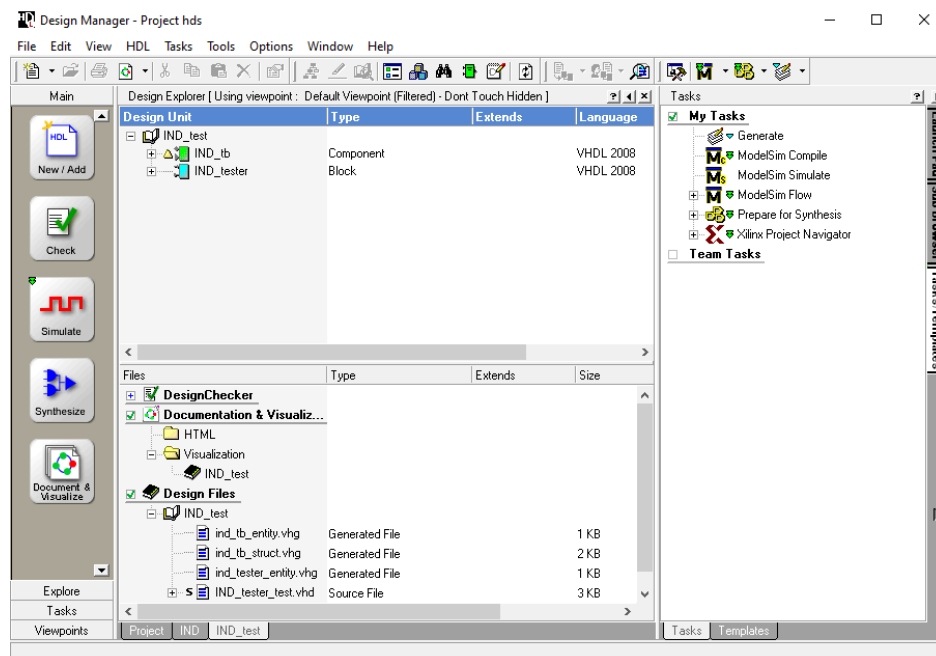 Design Manager - Project hds
File Edit View HDL Tasks Tools Options Window Help
Main
Design Explorer [ Using viewpoint : Default Viewpoint (Filtered) - Dont Touch Hidden ]
Tasks
HDL
New / Add
Check
Simulate
Synthesize
Document & Visualize
Explore
Tasks
Viewpoints
Design Unit Type Extends Language
IND_test
IND_tb Component VHDL 2008
IND_tester Block VHDL 2008
Files Type Extends Size
DesignChecker
Documentation & Visualiz...
HTML
Visualization
IND_test
Design Files
IND_test
ind_tb_entity.vhg Generated File 1 KB
ind_tb_struct.vhg Generated File 2 KB
ind_tester_entity.vhg Generated File 1 KB
S IND_tester_test.vhd Source File 3 KB
Project IND IND_test
My Tasks
Generate
ModelSim Compile
ModelSim Simulate
ModelSim Flow
Prepare for Synthesis
Xilinx Project Navigator
Team Tasks
Tasks Templates
Tasks/Templates